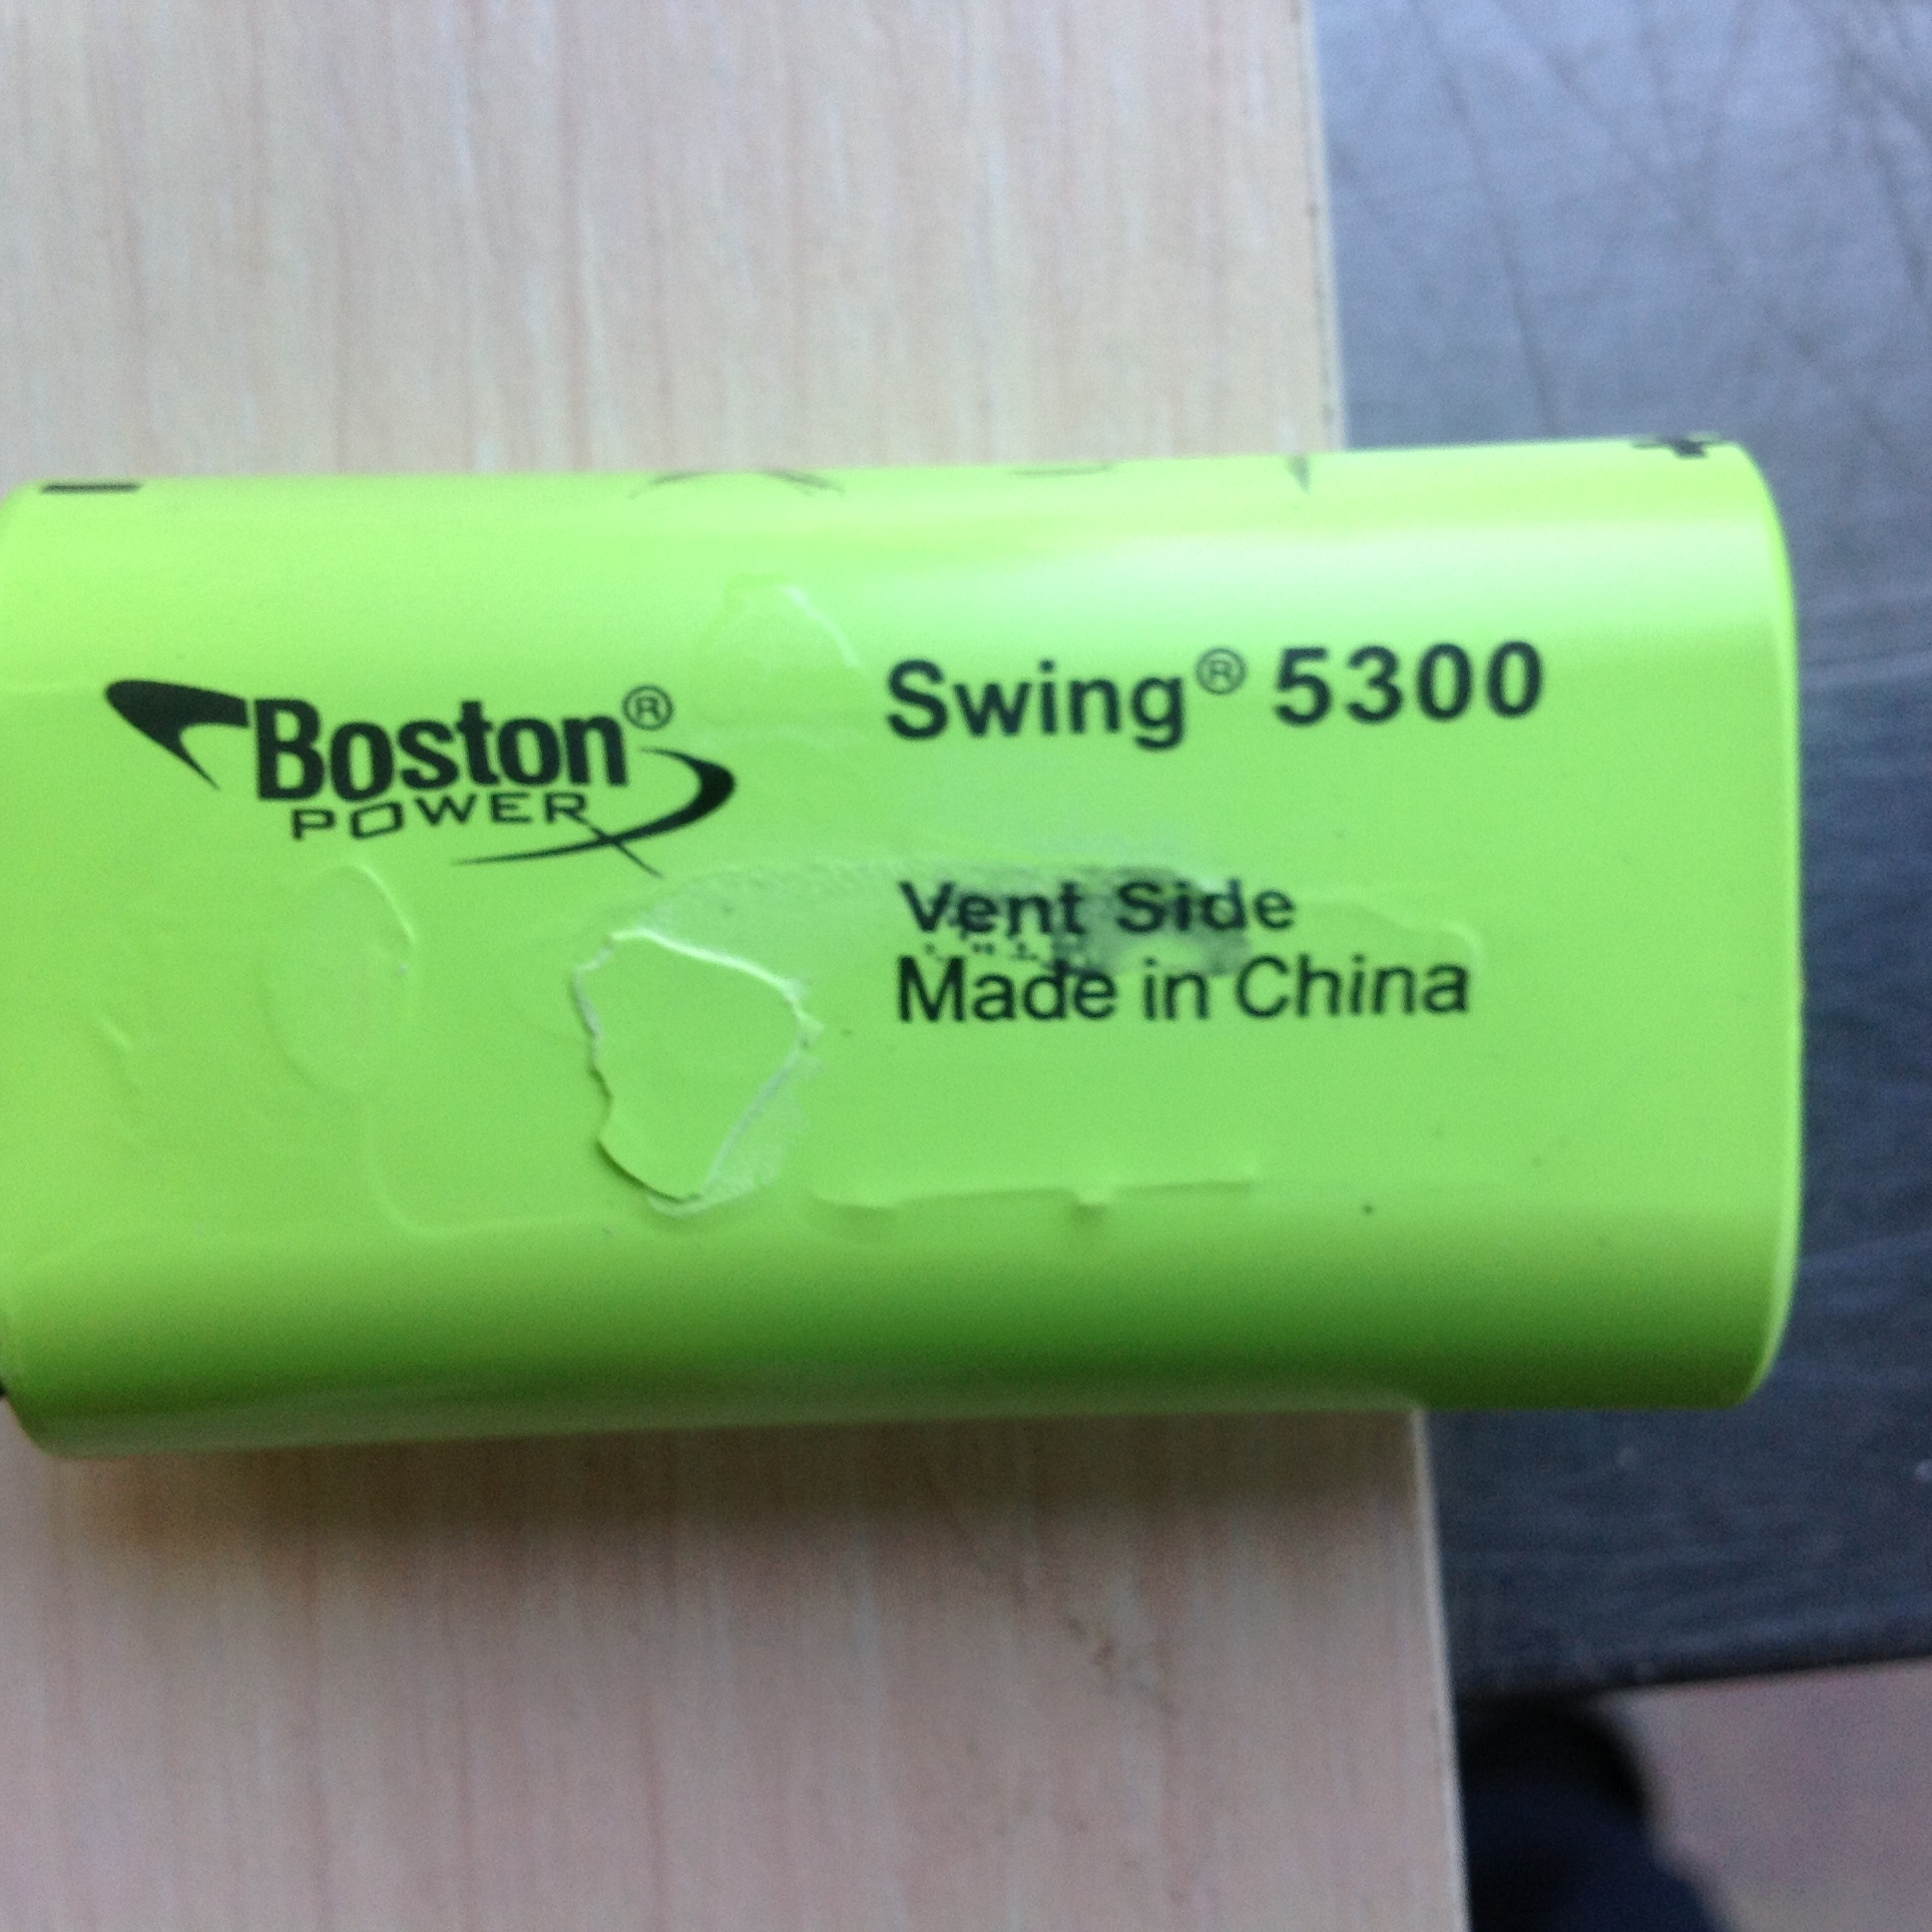 Boston®
POWER
Swing® 5300
Vent Side
Made in China